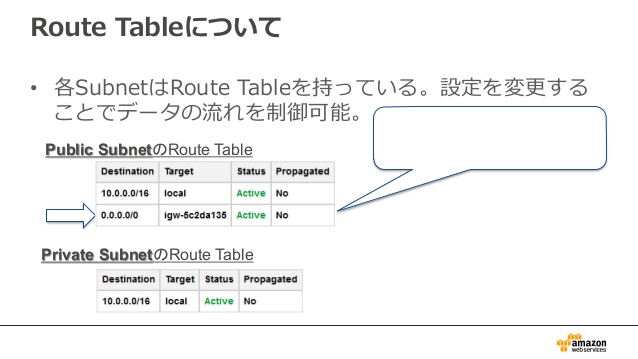 Route Tableについて
• 各SubnetはRoute Tableを持っている。設定を変更する
ことでデータの流れを制御可能。
Public SubnetのRoute Table
Destination Target Status Propagated
10.0.0.0/16 local Active No
0.0.0.0/0 igw-5c2da135 Active No
Private SubnetのRoute Table
Destination Target Status Propagated
10.0.0.0/16 local Active No
amazon
web services